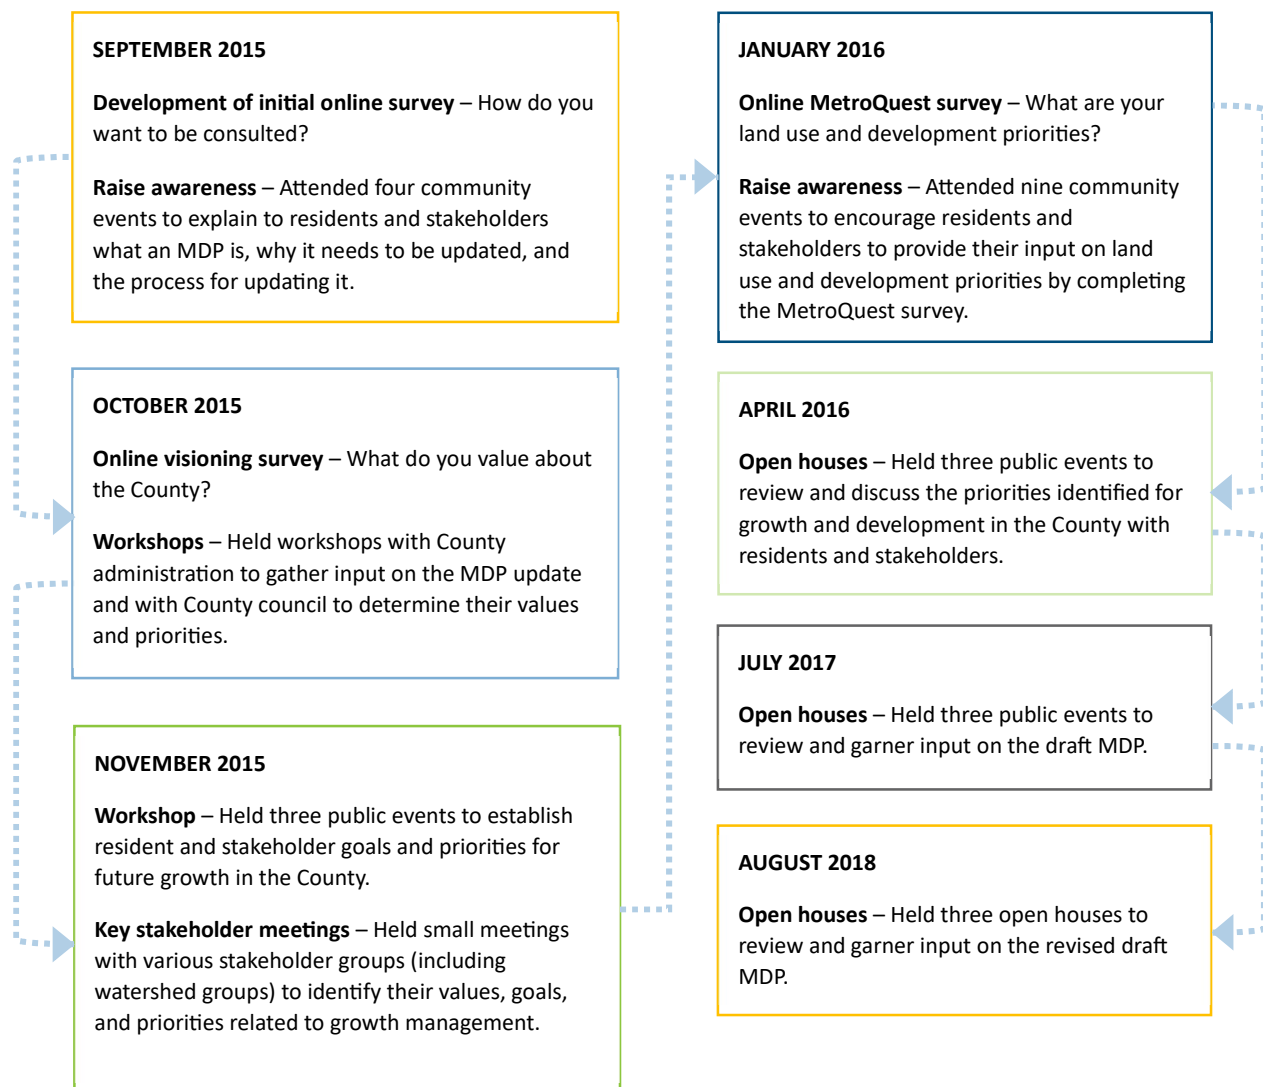 SEPTEMBER 2015
Development of initial online survey – How do you
want to be consulted?
Raise awareness – Attended four community
events to explain to residents and stakeholders
what an MDP is, why it needs to be updated, and
the process for updating it.
OCTOBER 2015
Online visioning survey – What do you value about
the County?
Workshops – Held workshops with County
administration to gather input on the MDP update
and with County council to determine their values
and priorities.
NOVEMBER 2015
Workshop – Held three public events to establish
resident and stakeholder goals and priorities for
future growth in the County.
Key stakeholder meetings – Held small meetings
with various stakeholder groups (including
watershed groups) to identify their values, goals,
and priorities related to growth management.
JANUARY 2016
Online MetroQuest survey – What are your
land use and development priorities?
Raise awareness – Attended nine community
events to encourage residents and
stakeholders to provide their input on land
use and development priorities by completing
the MetroQuest survey.
APRIL 2016
Open houses – Held three public events to
review and discuss the priorities identified for
growth and development in the County with
residents and stakeholders.
JULY 2017
Open houses – Held three public events to
review and garner input on the draft MDP.
AUGUST 2018
Open houses – Held three open houses to
review and garner input on the revised draft
MDP.